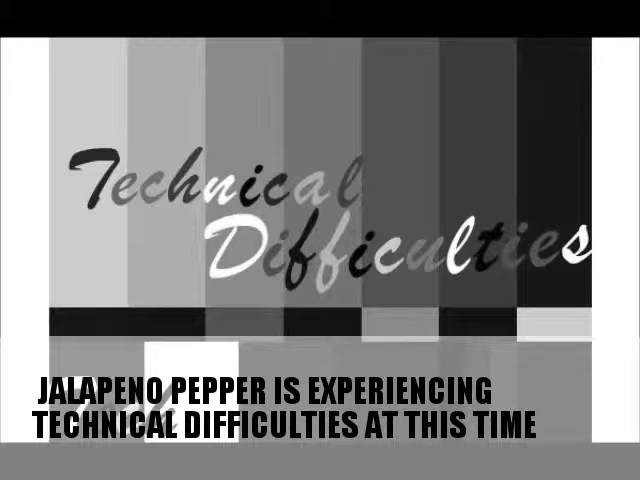 Technical
Difficulties
JALAPENO PEPPER IS EXPERIENCING
TECHNICAL DIFFICULTIES AT THIS TIME